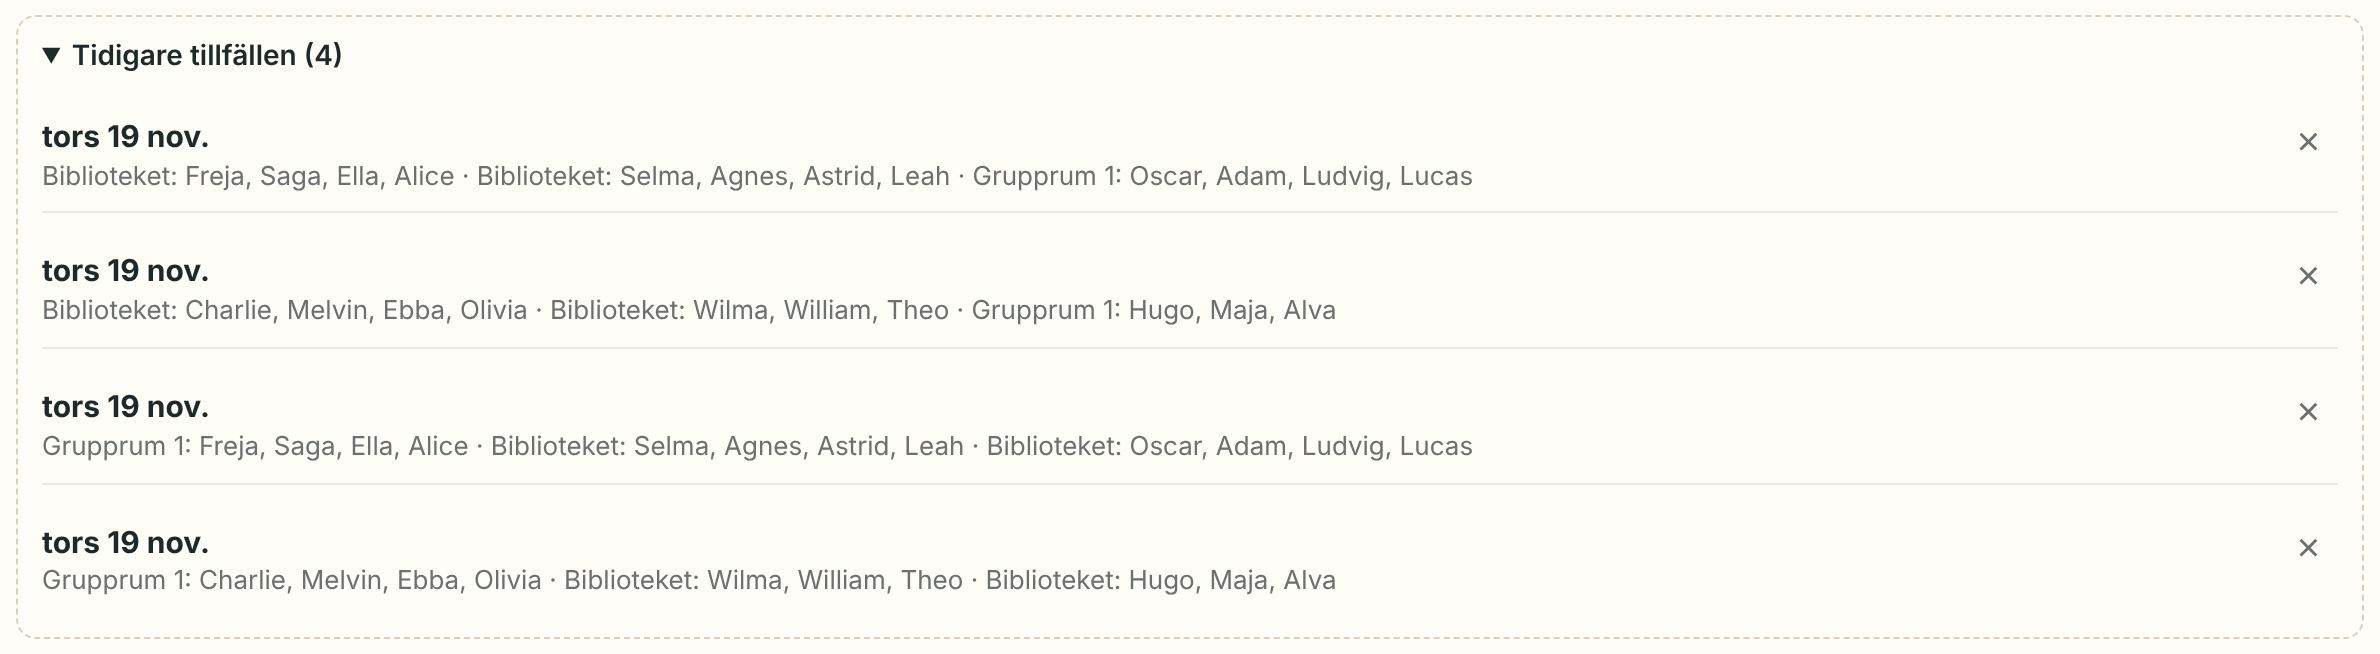 ▼ Tidigare tillfällen (4)
tors 19 nov.
Biblioteket: Freja, Saga, Ella, Alice · Biblioteket: Selma, Agnes, Astrid, Leah · Grupprum 1: Oscar, Adam, Ludvig, Lucas
tors 19 nov.
Biblioteket: Charlie, Melvin, Ebba, Olivia · Biblioteket: Wilma, William, Theo · Grupprum 1: Hugo, Maja, Alva
tors 19 nov.
Grupprum 1: Freja, Saga, Ella, Alice · Biblioteket: Selma, Agnes, Astrid, Leah · Biblioteket: Oscar, Adam, Ludvig, Lucas
tors 19 nov.
Grupprum 1: Charlie, Melvin, Ebba, Olivia · Biblioteket: Wilma, William, Theo · Biblioteket: Hugo, Maja, Alva